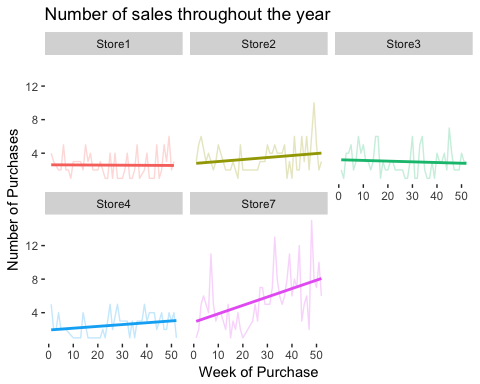 Number of sales throughout the year
Store1 Store2 Store3
12
8
4
0 10 20 30 40 50
Store4 Store7
12
8
4
0 10 20 30 40 50 0 10 20 30 40 50
Number of Purchases
Week of Purchase